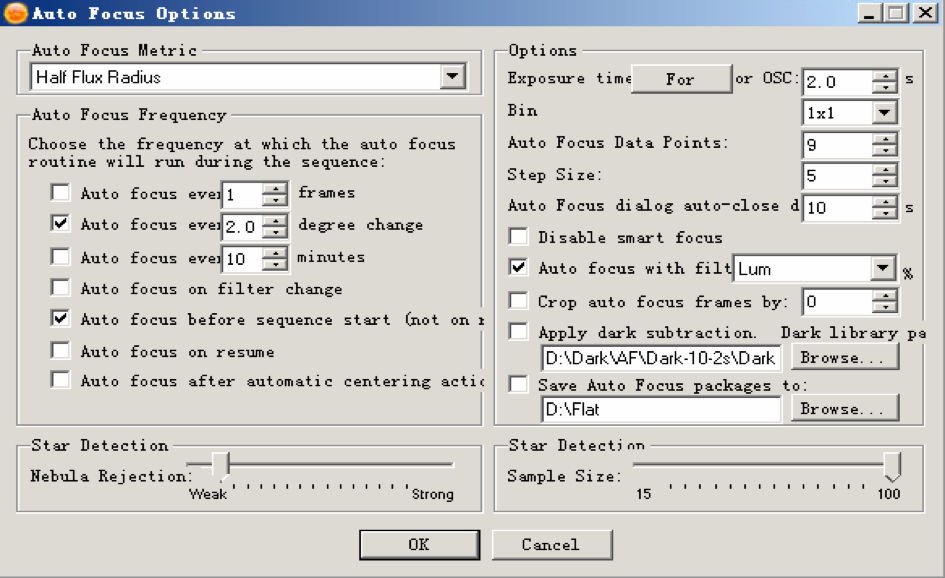 Auto Focus Options
Auto Focus Metric
Half Flux Radius
Auto Focus Frequency
Choose the frequency at which the auto focus
routine will run during the sequence:
Auto focus ever 1 frames
Auto focus ever 2.0 degree change
Auto focus ever 10 minutes
Auto focus on filter change
Auto focus before sequence start (not on r
Auto focus on resume
Auto focus after automatic centering actic
Options
Exposure time For or OSC: 2.0 s
Bin 1x1
Auto Focus Data Points: 9
Step Size: 5
Auto Focus dialog auto-close d 10 s
Disable smart focus
Auto focus with filt Lum %
Crop auto focus frames by: 0
Apply dark subtraction. Dark library pa
D:\Dark\AF\Dark-10-2s\Dark Browse...
Save Auto Focus packages to:
D:\Flat Browse...
Star Detection
Nebula Rejection:
Weak Strong
Star Detection
Sample Size:
15 100
OK Cancel